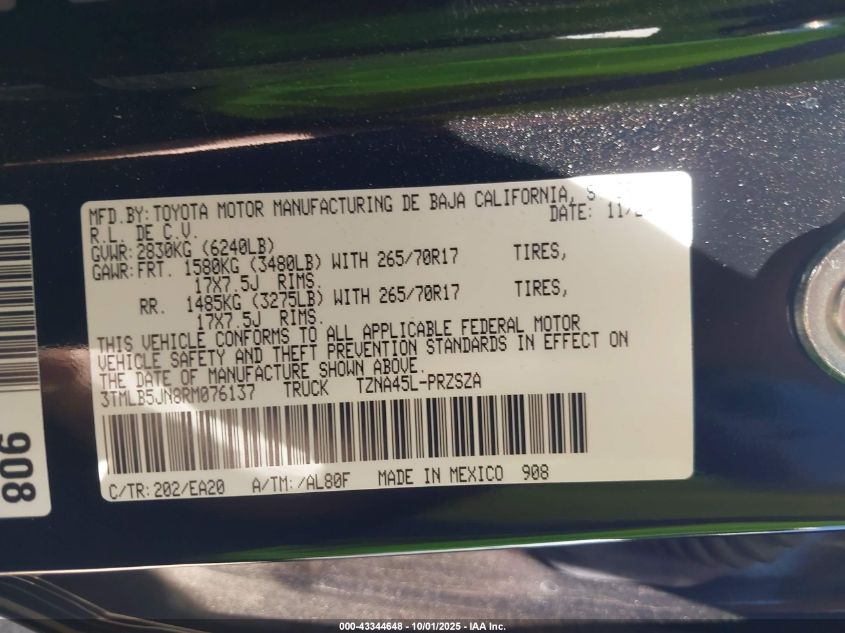 MFD.BY:TOYOTA MOTOR MANUFACTURING DE BAJA CALIFORNIA, S
R.L. DE C.V. DATE: 11/2
GVWR:2830KG (6240LB)
GAWR:FRT. 1580KG (3480LB) WITH 265/70R17 TIRES,
17X7.5J RIMS.
RR. 1485KG (3275LB) WITH 265/70R17 TIRES,
17X7.5J RIMS.
THIS VEHICLE CONFORMS TO ALL APPLICABLE FEDERAL MOTOR
VEHICLE SAFETY AND THEFT PREVENTION STANDARDS IN EFFECT ON
THE DATE OF MANUFACTURE SHOWN ABOVE.
3TMLB5JN8RM076137 TRUCK TZNA45L-PRZSZA
C/TR:202/EA20 A/TM:/AL80F MADE IN MEXICO 908
908
000-43344648 - 10/01/2025 - IAA Inc.